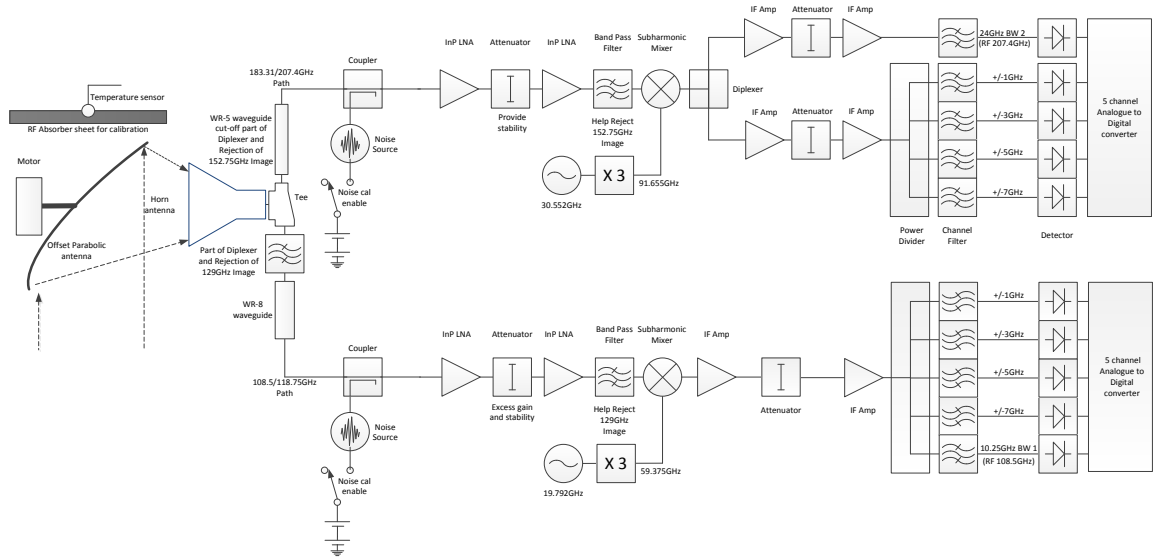 IF Amp
Attenuator
IF Amp
InP LNA
Attenuator
InP LNA
Band Pass
Filter
Subharmonic
Mixer
24GHz BW 2
(RF 207.4GHz)
Coupler
183.31/207.4GHz
Path
Temperature sensor
RF Absorber sheet for calibration
WR-5 waveguide
cut-off part of
Diplexer and
Rejection of
152.75GHz Image
Diplexer
+/-1GHz
+/-3GHz
+/-5GHz
+/-7GHz
5 channel
Analogue to
Digital
converter
Provide
stability
Help Reject
152.75GHz
Image
IF Amp
Attenuator
IF Amp
Noise
Source
Motor
X 3
91.655GHz
30.552GHz
Noise cal
enable
Tee
Horn
antenna
Offset Parabolic
antenna
Part of Diplexer
and Rejection of
129GHz Image
Power
Divider
Channel
Filter
Detector
WR-8
waveguide
InP LNA
Attenuator
InP LNA
Band Pass
Filter
Subharmonic
Mixer
IF Amp
Coupler
108.5/118.75GHz
Path
+/-1GHz
+/-3GHz
+/-5GHz
+/-7GHz
10.25GHz BW 1
(RF 108.5GHz)
5 channel
Analogue to
Digital
converter
Excess gain
and stability
Help Reject
129GHz
Image
Attenuator
IF Amp
Noise
Source
X 3
59.375GHz
19.792GHz
Noise cal
enable